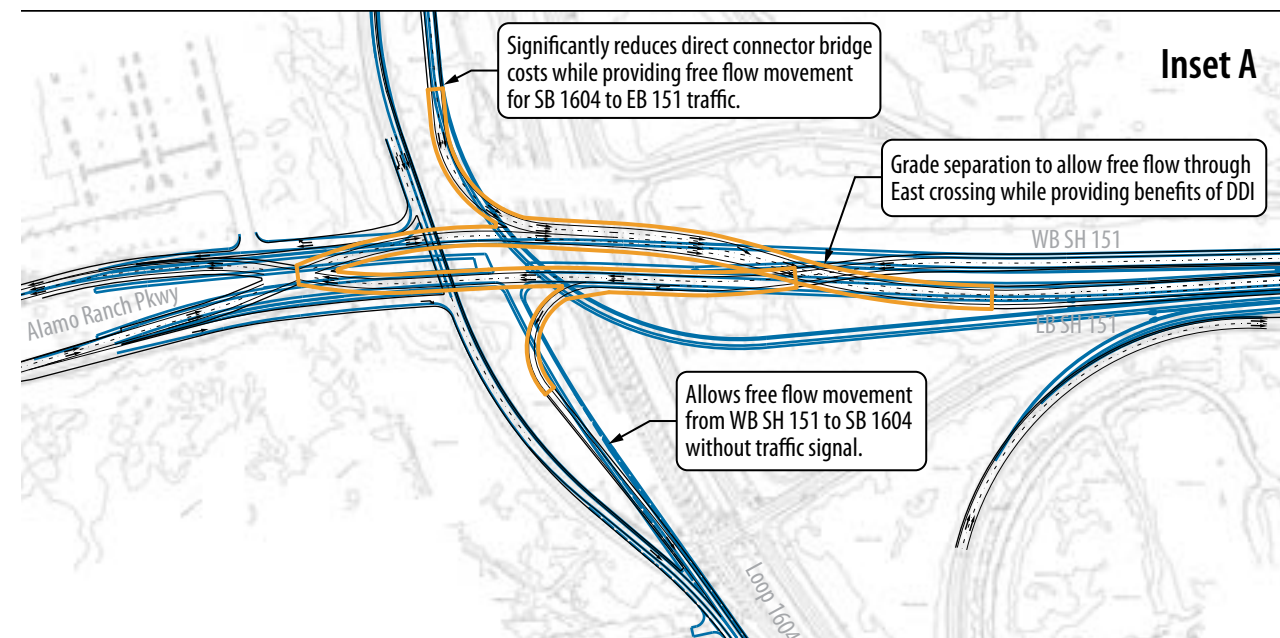 Inset A
Significantly reduces direct connector bridge
costs while providing free flow movement
for SB 1604 to EB 151 traffic.
Grade separation to allow free flow through
East crossing while providing benefits of DDI
WB SH 151
Alamo Ranch Pkwy
EB SH 151
Allows free flow movement
from WB SH 151 to SB 1604
without traffic signal.
Loop 1604